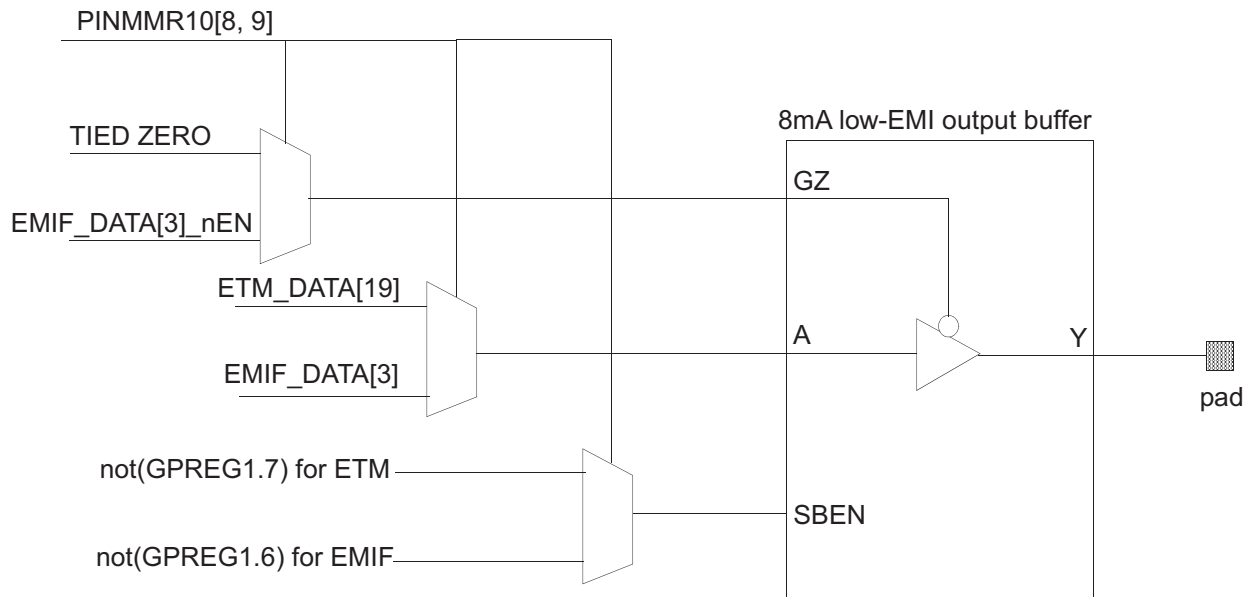 PINMMR10[8, 9]
TIED ZERO
8mA low-EMI output buffer
GZ
EMIF_DATA[3]_nEN
ETM_DATA[19]
A
Y
EMIF_DATA[3]
pad
not(GPREG1.7) for ETM
SBEN
not(GPREG1.6) for EMIF